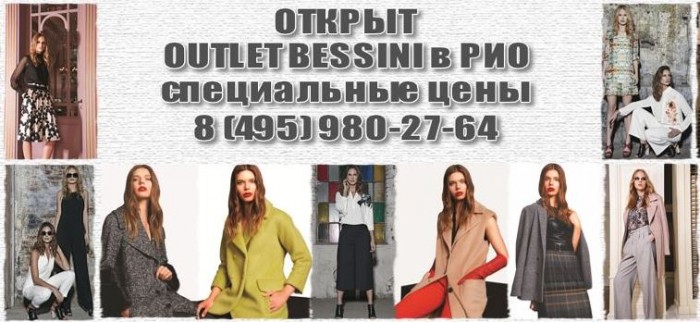 ОТКРЫТ
OUTLET BESSINI в РИО
специальные цены
8 (495) 980-27-64